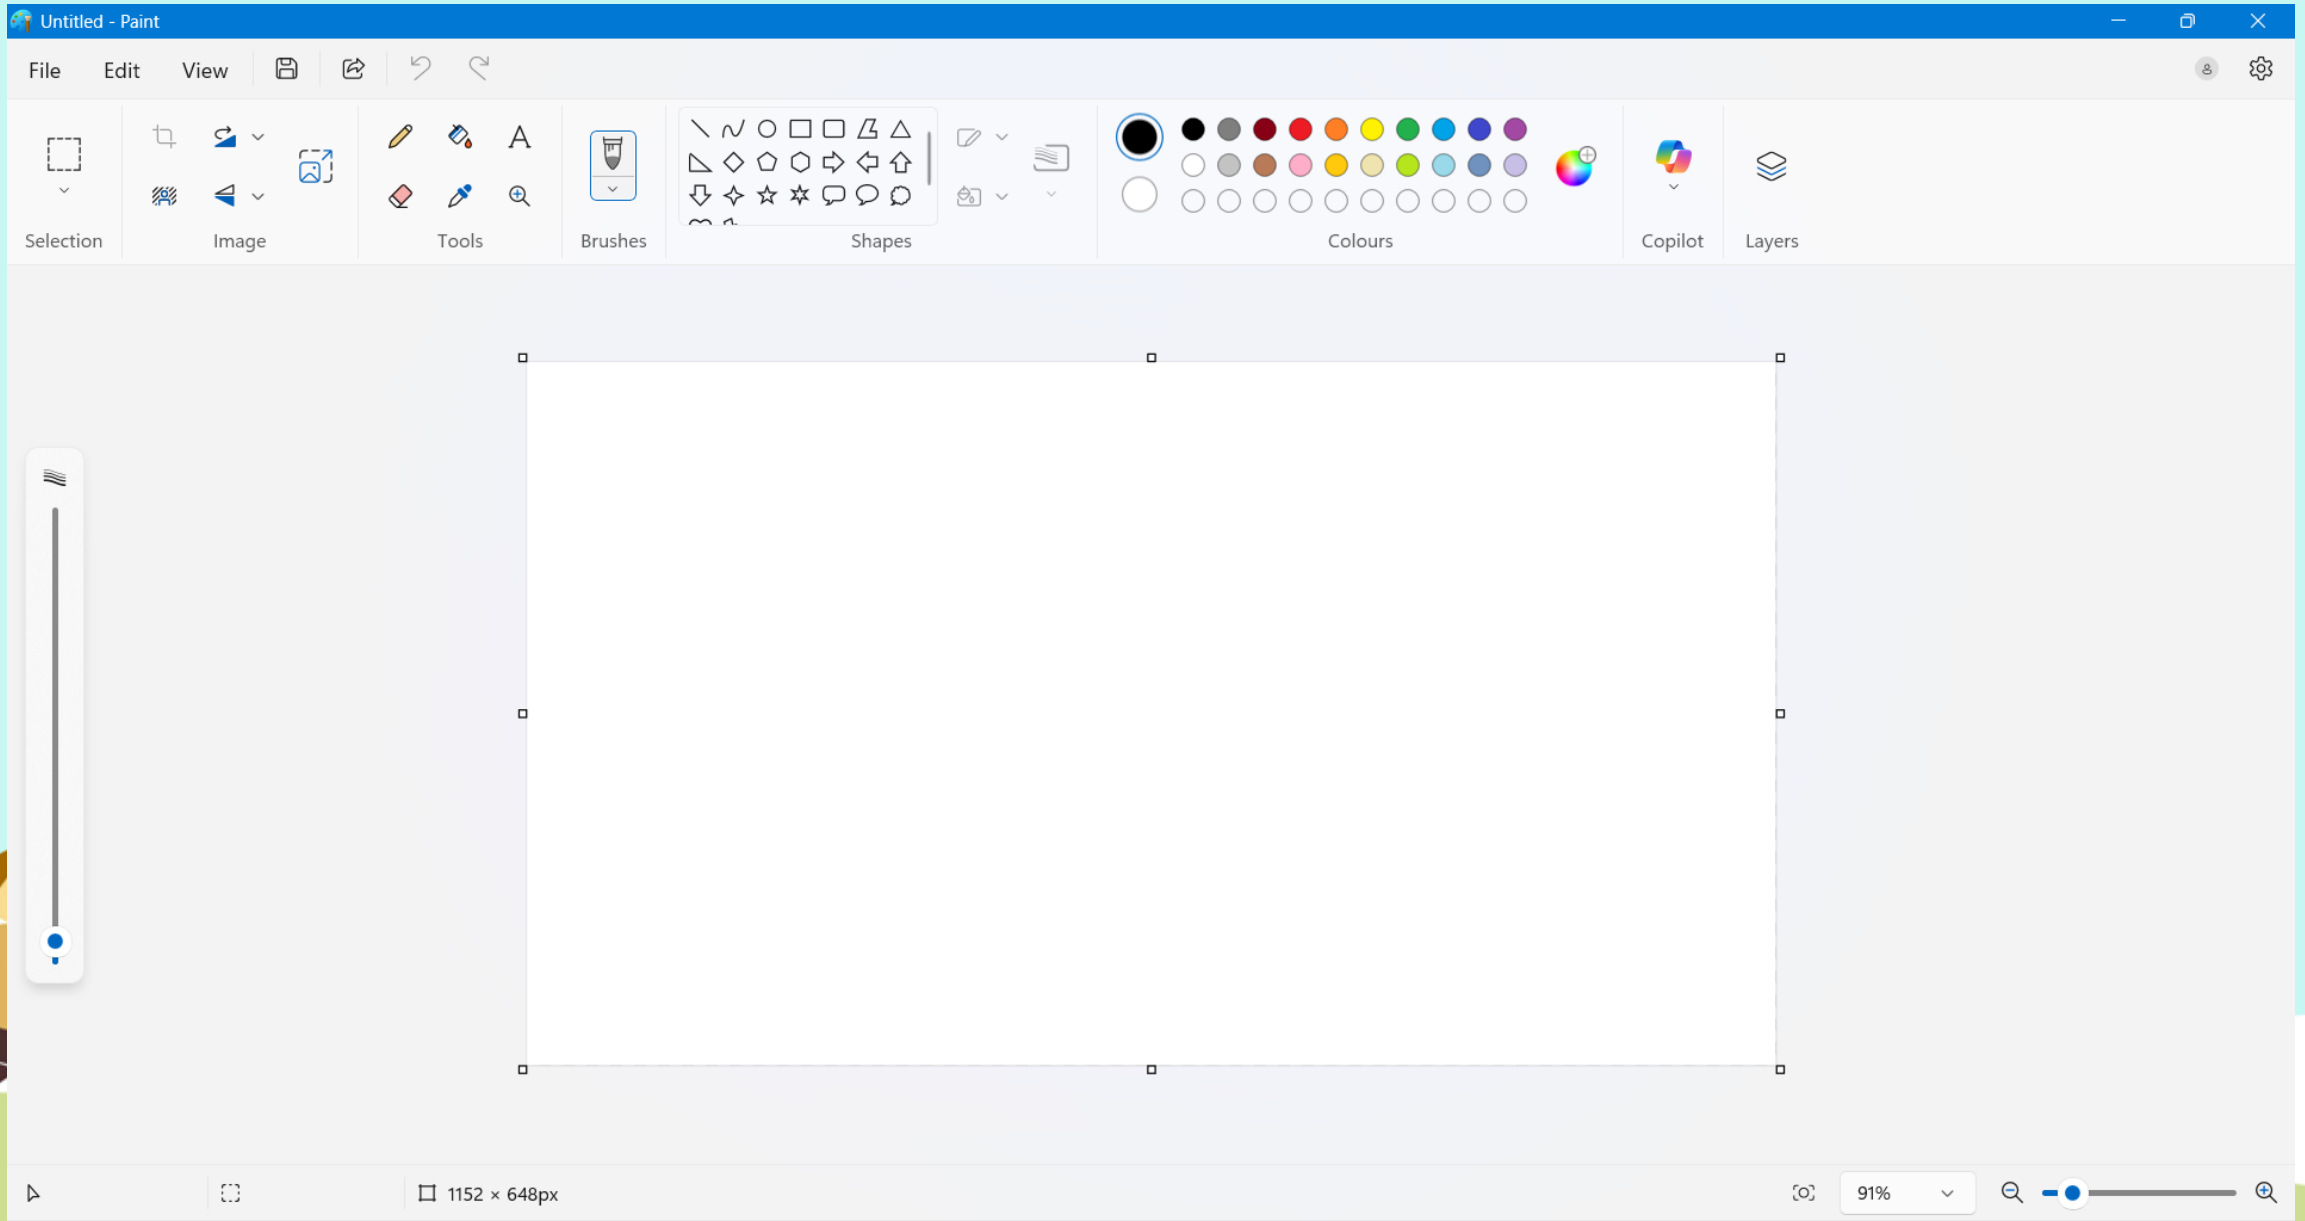 Untitled - Paint
File Edit View
A
Selection Image Tools Brushes Shapes Colours Copilot Layers
1152 × 648px 91%